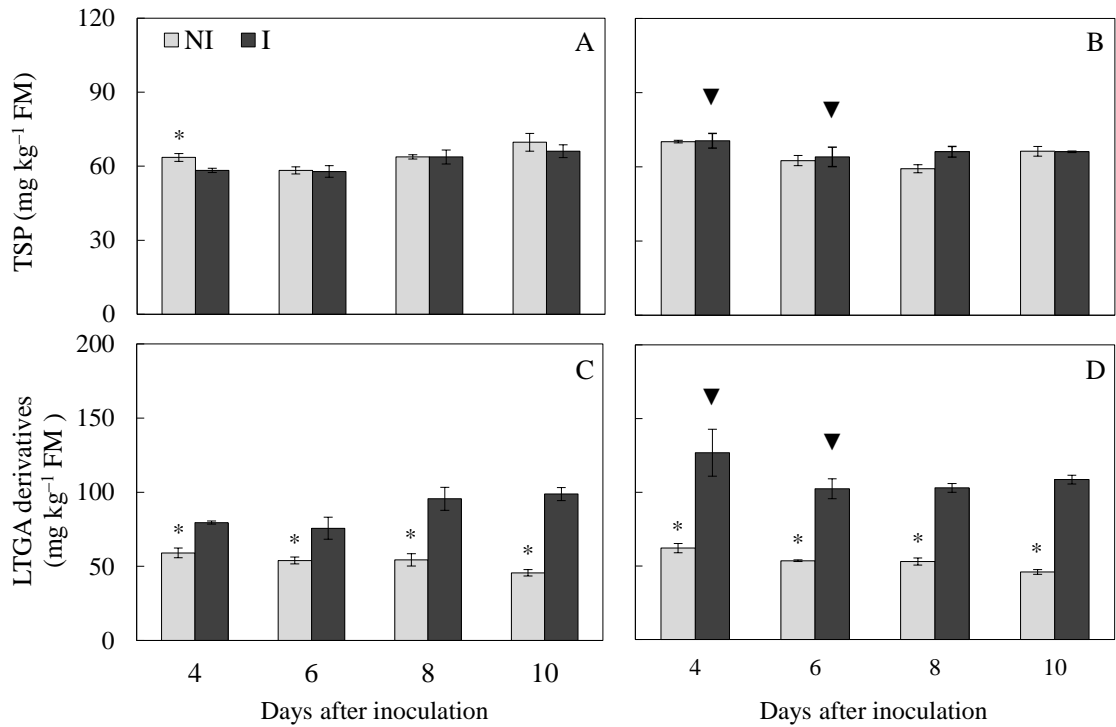 TSP (mg kg⁻¹ FM)
120
90
60
30
0
NI I
A
*
B
LTGA derivatives
(mg kg⁻¹ FM )
200
150
100
50
0
C
* * * *
D
* * * *
4 6 8 10
4 6 8 10
Days after inoculation
Days after inoculation